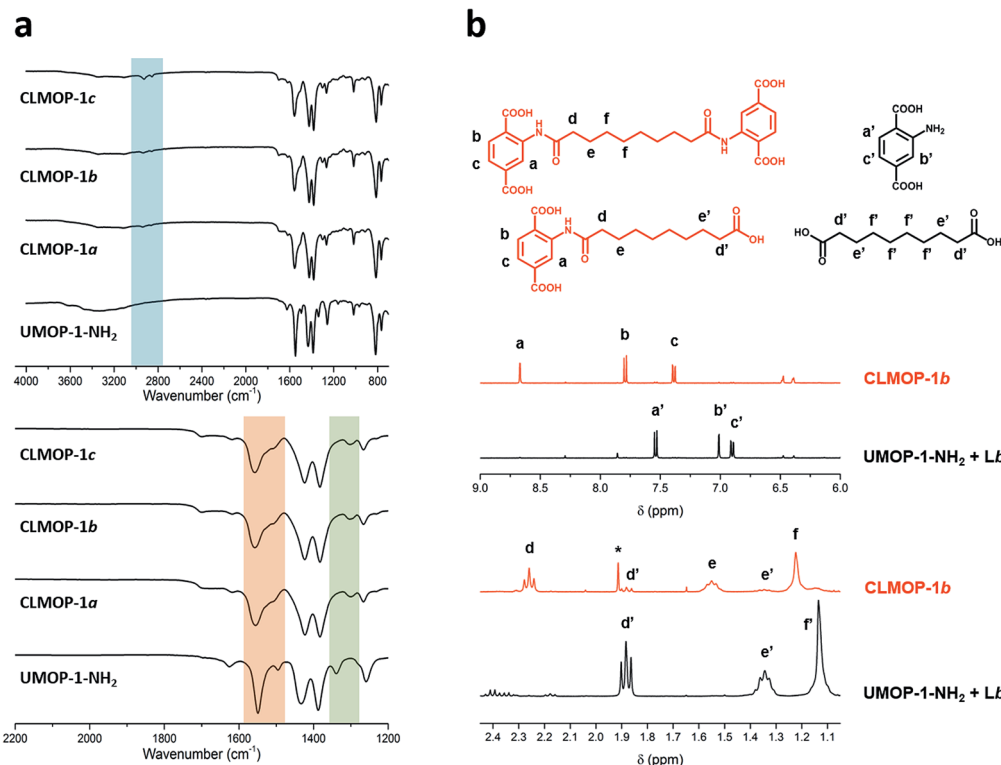 a
CLMOP-1c
CLMOP-1b
CLMOP-1a
UMOP-1-NH₂
4000 3600 3200 2800 2400 2000 1600 1200 800
Wavenumber (cm⁻¹)
CLMOP-1c
CLMOP-1b
CLMOP-1a
UMOP-1-NH₂
2200 2000 1800 1600 1400 1200
Wavenumber (cm⁻¹)
b
COOH
COOH
H
N
O
O
N
H
COOH
COOH
d f
e f
b
c a
COOH
NH₂
COOH
a'
c' b'
COOH
H
N
O
O
OH
COOH
d e'
b
e d'
c a
O
HO
O
OH
d' f' f' e'
e' f' f' d'
a b c
CLMOP-1b
a' b' c'
UMOP-1-NH₂ + Lb
9.0 8.5 8.0 7.5 7.0 6.5 6.0
δ (ppm)
d * d' e e' f
CLMOP-1b
d' e' f'
UMOP-1-NH₂ + Lb
2.4 2.3 2.2 2.1 2.0 1.9 1.8 1.7 1.6 1.5 1.4 1.3 1.2 1.1
δ (ppm)